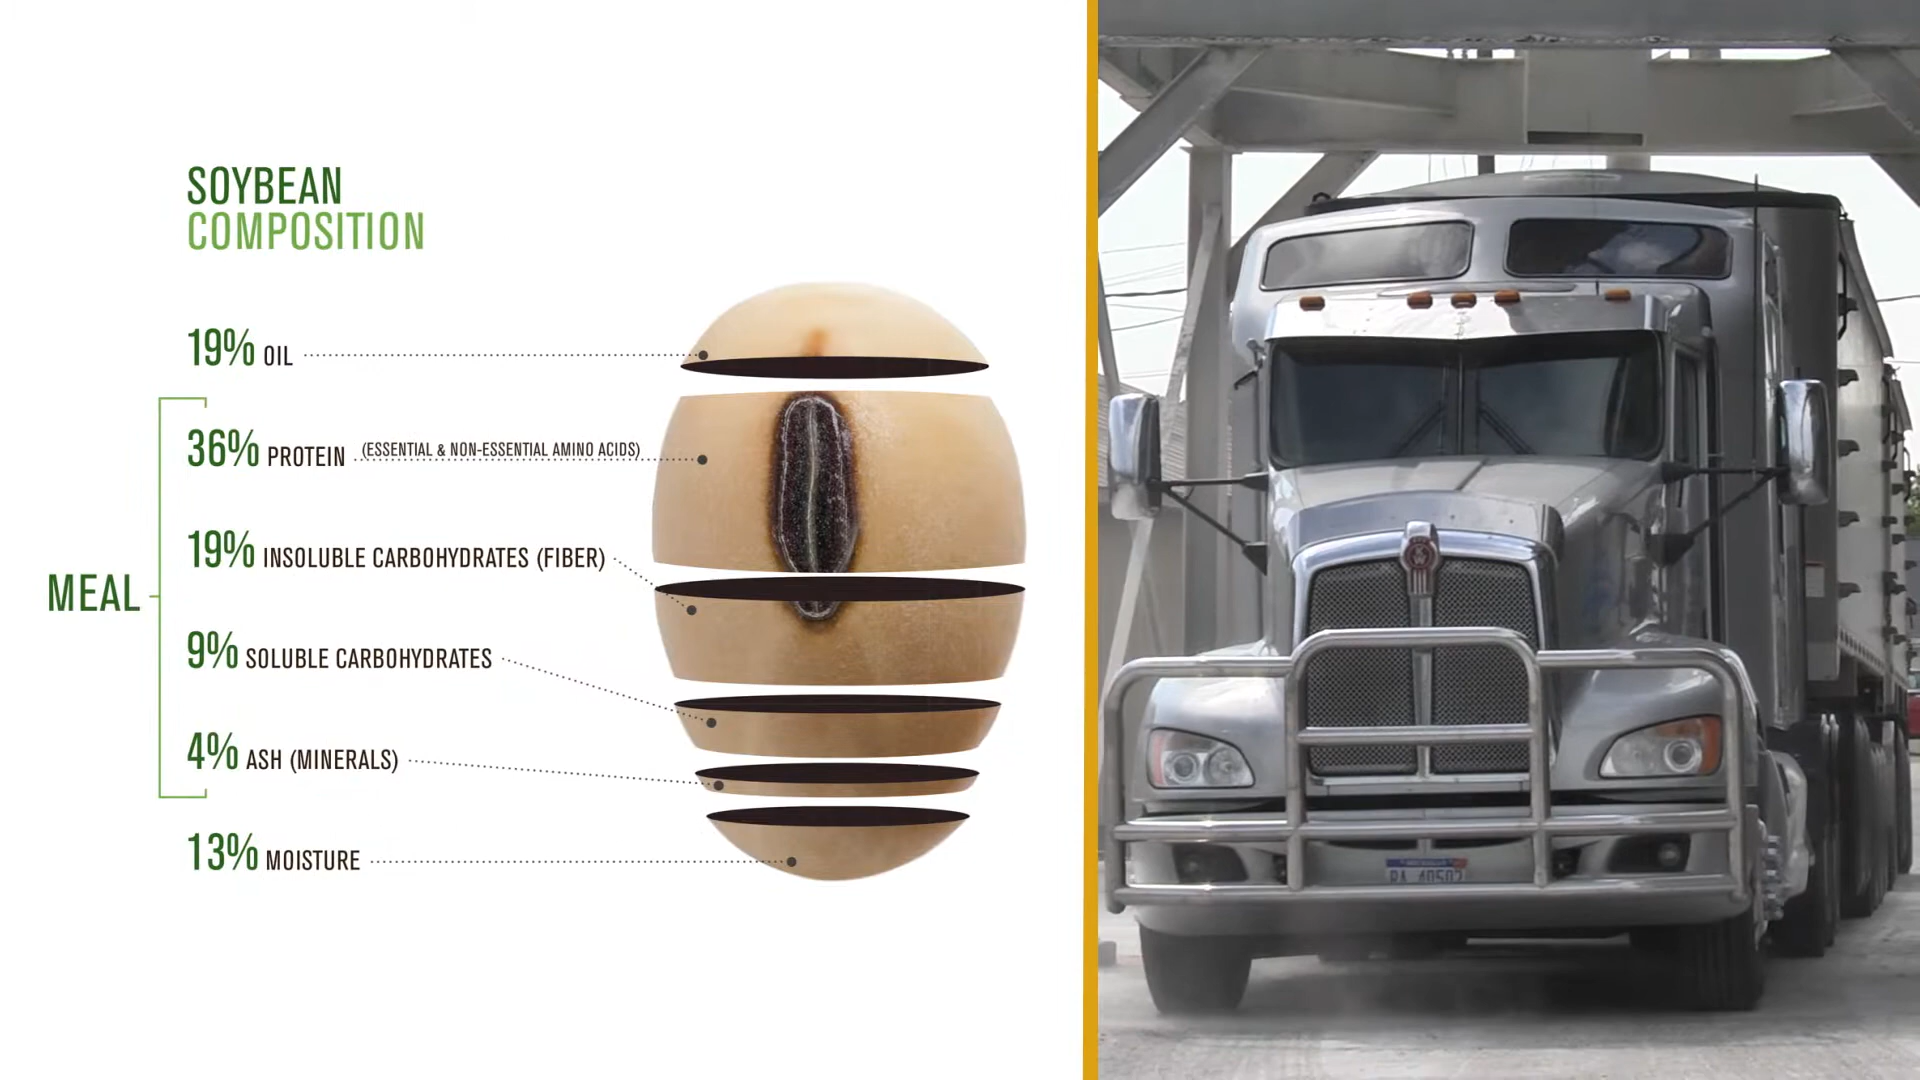 SOYBEAN
COMPOSITION
19% OIL
36% PROTEIN (ESSENTIAL & NON-ESSENTIAL AMINO ACIDS)
19% INSOLUBLE CARBOHYDRATES (FIBER)
MEAL
9% SOLUBLE CARBOHYDRATES
4% ASH (MINERALS)
13% MOISTURE